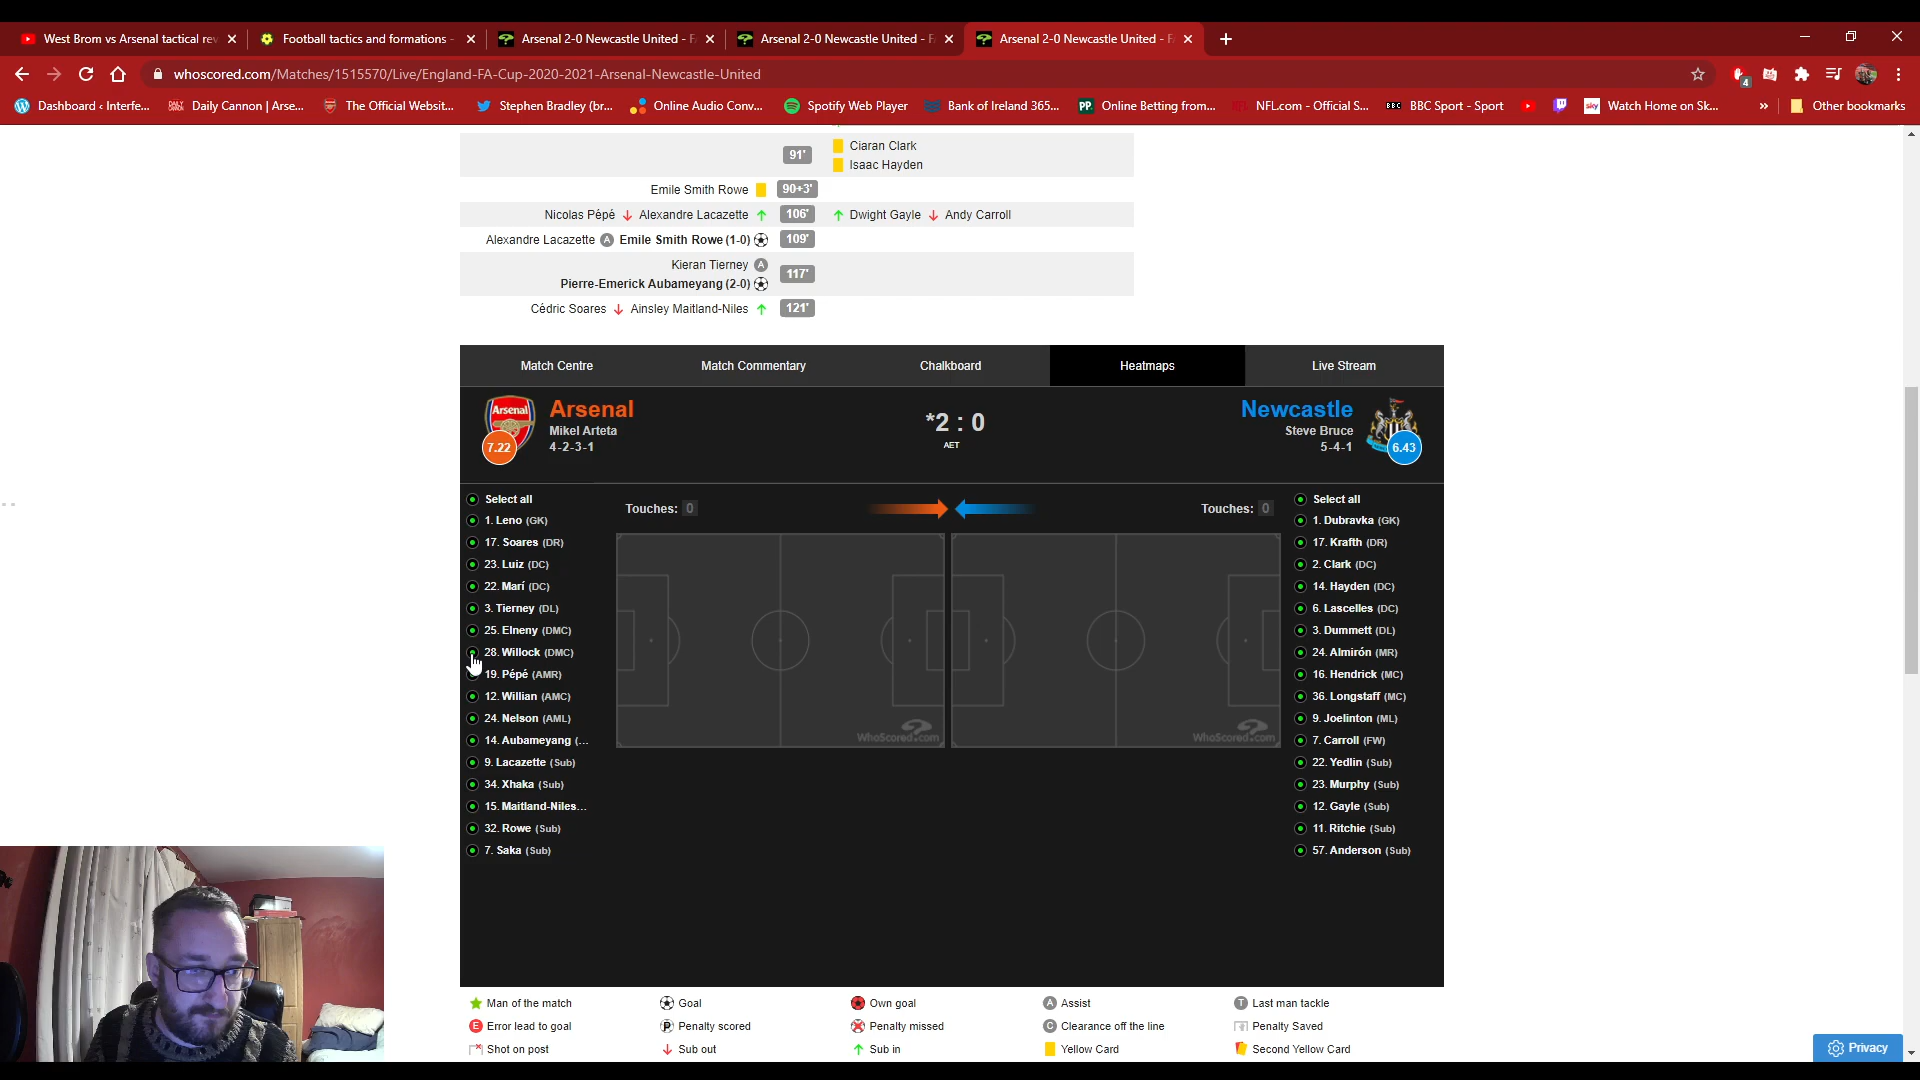 West Brom vs Arsenal tactical re
Football tactics and formations -
Arsenal 2-0 Newcastle United - F
Arsenal 2-0 Newcastle United - F
Arsenal 2-0 Newcastle United - F
whoscored.com/Matches/1515570/Live/England-FA-Cup-2020-2021-Arsenal-Newcastle-United
4
Dashboard ‹ Interfe...
Daily Cannon | Arse...
The Official Websit...
Stephen Bradley (br...
Online Audio Conv...
Spotify Web Player
Bank of Ireland 365...
PP Online Betting from...
NFL.com - Official S...
BBC BBC Sport - Sport
sky Watch Home on Sk...
»
Other bookmarks
91'
Ciaran Clark
Isaac Hayden
Emile Smith Rowe 90+3'
Nicolas Pépé Alexandre Lacazette 106' Dwight Gayle Andy Carroll
Alexandre Lacazette A Emile Smith Rowe (1-0) 109'
Kieran Tierney A
117'
Pierre-Emerick Aubameyang (2-0)
Cédric Soares Ainsley Maitland-Niles 121'
Match Centre
Match Commentary
Chalkboard
Heatmaps
Live Stream
Arsenal
7.22
Arsenal
Mikel Arteta
4-2-3-1
*2 : 0
AET
Newcastle
Steve Bruce
5-4-1
6.43
Select all
1. Leno (GK)
17. Soares (DR)
23. Luiz (DC)
22. Marí (DC)
3. Tierney (DL)
25. Elneny (DMC)
28. Willock (DMC)
19. Pépé (AMR)
12. Willian (AMC)
24. Nelson (AML)
14. Aubameyang (...
9. Lacazette (Sub)
34. Xhaka (Sub)
15. Maitland-Niles...
32. Rowe (Sub)
7. Saka (Sub)
Touches: 0
Touches: 0
WhoScored.com
WhoScored.com
Select all
1. Dubravka (GK)
17. Krafth (DR)
2. Clark (DC)
14. Hayden (DC)
6. Lascelles (DC)
3. Dummett (DL)
24. Almirón (MR)
16. Hendrick (MC)
36. Longstaff (MC)
9. Joelinton (ML)
7. Carroll (FW)
22. Yedlin (Sub)
23. Murphy (Sub)
12. Gayle (Sub)
11. Ritchie (Sub)
57. Anderson (Sub)
Man of the match
Goal
Own goal
A Assist
T Last man tackle
E Error lead to goal
P Penalty scored
Penalty missed
C Clearance off the line
Penalty Saved
Shot on post
Sub out
Sub in
Yellow Card
Second Yellow Card
Privacy